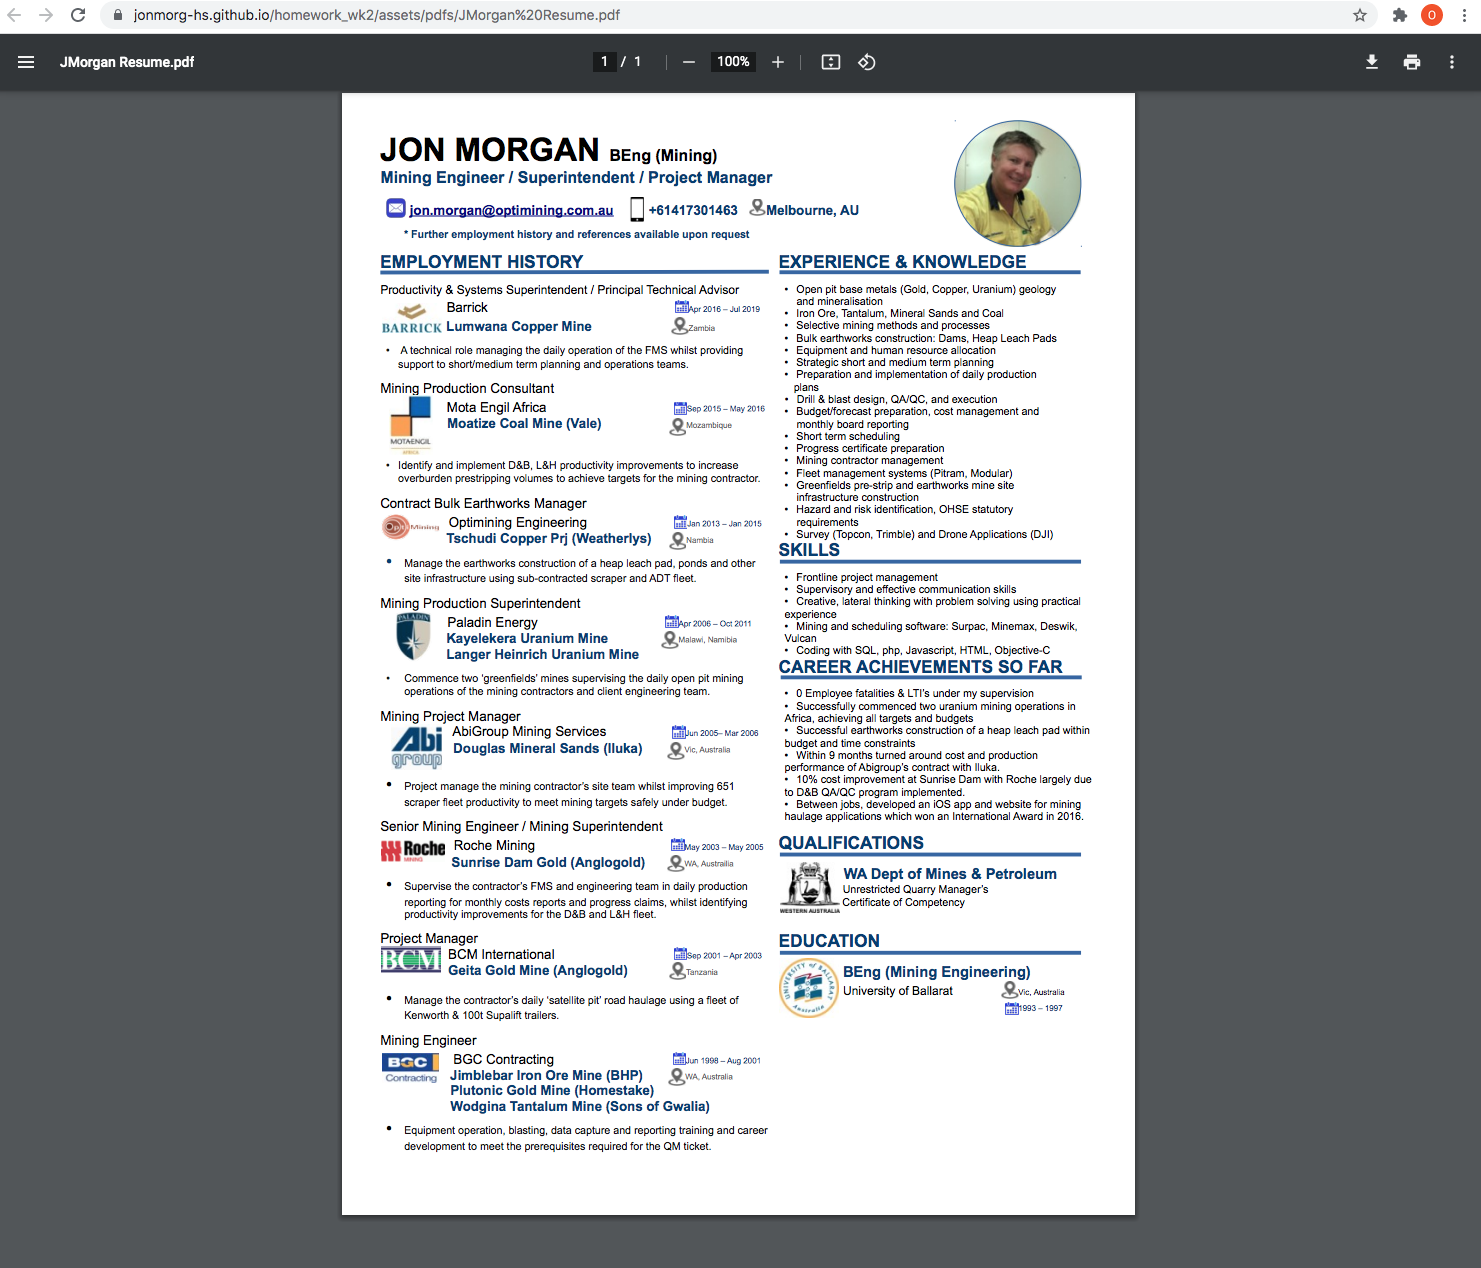 jonmorg-hs.github.io/homework_wk2/assets/pdfs/JMorgan%20Resume.pdf
O
JMorgan Resume.pdf
1 / 1
100%
JON MORGAN BEng (Mining)
Mining Engineer / Superintendent / Project Manager
jon.morgan@optimining.com.au +61417301463 Melbourne, AU
* Further employment history and references available upon request
EMPLOYMENT HISTORY
Productivity & Systems Superintendent / Principal Technical Advisor
Barrick Apr 2016 – Jul 2019
BARRICK Lumwana Copper Mine Zambia
• A technical role managing the daily operation of the FMS whilst providing
support to short/medium term planning and operations teams.
Mining Production Consultant
Mota Engil Africa Sep 2015 – May 2016
Moatize Coal Mine (Vale) Mozambique
MOTAENGIL
AFRICA
• Identify and implement D&B, L&H productivity improvements to increase
overburden prestripping volumes to achieve targets for the mining contractor.
Contract Bulk Earthworks Manager
Opti Mining Optimining Engineering Jan 2013 – Jan 2015
Tschudi Copper Prj (Weatherlys) Nambia
• Manage the earthworks construction of a heap leach pad, ponds and other
site infrastructure using sub-contracted scraper and ADT fleet.
Mining Production Superintendent
PALADIN Paladin Energy Apr 2006 – Oct 2011
Kayelekera Uranium Mine Malawi, Namibia
Langer Heinrich Uranium Mine
• Commence two ‘greenfields’ mines supervising the daily open pit mining
operations of the mining contractors and client engineering team.
Mining Project Manager
Abi group AbiGroup Mining Services Jun 2005– Mar 2006
Douglas Mineral Sands (Iluka) Vic, Australia
• Project manage the mining contractor’s site team whilst improving 651
scraper fleet productivity to meet mining targets safely under budget.
Senior Mining Engineer / Mining Superintendent
Roche MINING Roche Mining May 2003 – May 2005
Sunrise Dam Gold (Anglogold) WA, Austrailia
• Supervise the contractor’s FMS and engineering team in daily production
reporting for monthly costs reports and progress claims, whilst identifying
productivity improvements for the D&B and L&H fleet.
Project Manager
BCM BCM International Sep 2001 – Apr 2003
Geita Gold Mine (Anglogold) Tanzania
• Manage the contractor’s daily ‘satellite pit’ road haulage using a fleet of
Kenworth & 100t Supalift trailers.
Mining Engineer
BGC Contracting BGC Contracting Jun 1998 – Aug 2001
Jimblebar Iron Ore Mine (BHP) WA, Australia
Plutonic Gold Mine (Homestake)
Wodgina Tantalum Mine (Sons of Gwalia)
• Equipment operation, blasting, data capture and reporting training and career
development to meet the prerequisites required for the QM ticket.
EXPERIENCE & KNOWLEDGE
• Open pit base metals (Gold, Copper, Uranium) geology
and mineralisation
• Iron Ore, Tantalum, Mineral Sands and Coal
• Selective mining methods and processes
• Bulk earthworks construction: Dams, Heap Leach Pads
• Equipment and human resource allocation
• Strategic short and medium term planning
• Preparation and implementation of daily production
plans
• Drill & blast design, QA/QC, and execution
• Budget/forecast preparation, cost management and
monthly board reporting
• Short term scheduling
• Progress certificate preparation
• Mining contractor management
• Fleet management systems (Pitram, Modular)
• Greenfields pre-strip and earthworks mine site
infrastructure construction
• Hazard and risk identification, OHSE statutory
requirements
• Survey (Topcon, Trimble) and Drone Applications (DJI)
SKILLS
• Frontline project management
• Supervisory and effective communication skills
• Creative, lateral thinking with problem solving using practical
experience
• Mining and scheduling software: Surpac, Minemax, Deswik,
Vulcan
• Coding with SQL, php, Javascript, HTML, Objective-C
CAREER ACHIEVEMENTS SO FAR
• 0 Employee fatalities & LTI’s under my supervision
• Successfully commenced two uranium mining operations in
Africa, achieving all targets and budgets
• Successful earthworks construction of a heap leach pad within
budget and time constraints
• Within 9 months turned around cost and production
performance of Abigroup’s contract with Iluka.
• 10% cost improvement at Sunrise Dam with Roche largely due
to D&B QA/QC program implemented.
• Between jobs, developed an iOS app and website for mining
haulage applications which won an International Award in 2016.
QUALIFICATIONS
WA Dept of Mines & Petroleum
Unrestricted Quarry Manager’s
Certificate of Competency
WESTERN AUSTRALIA
EDUCATION
UNIVERSITY of BALLARAT Australia
BEng (Mining Engineering)
University of Ballarat Vic, Australia
1993 – 1997